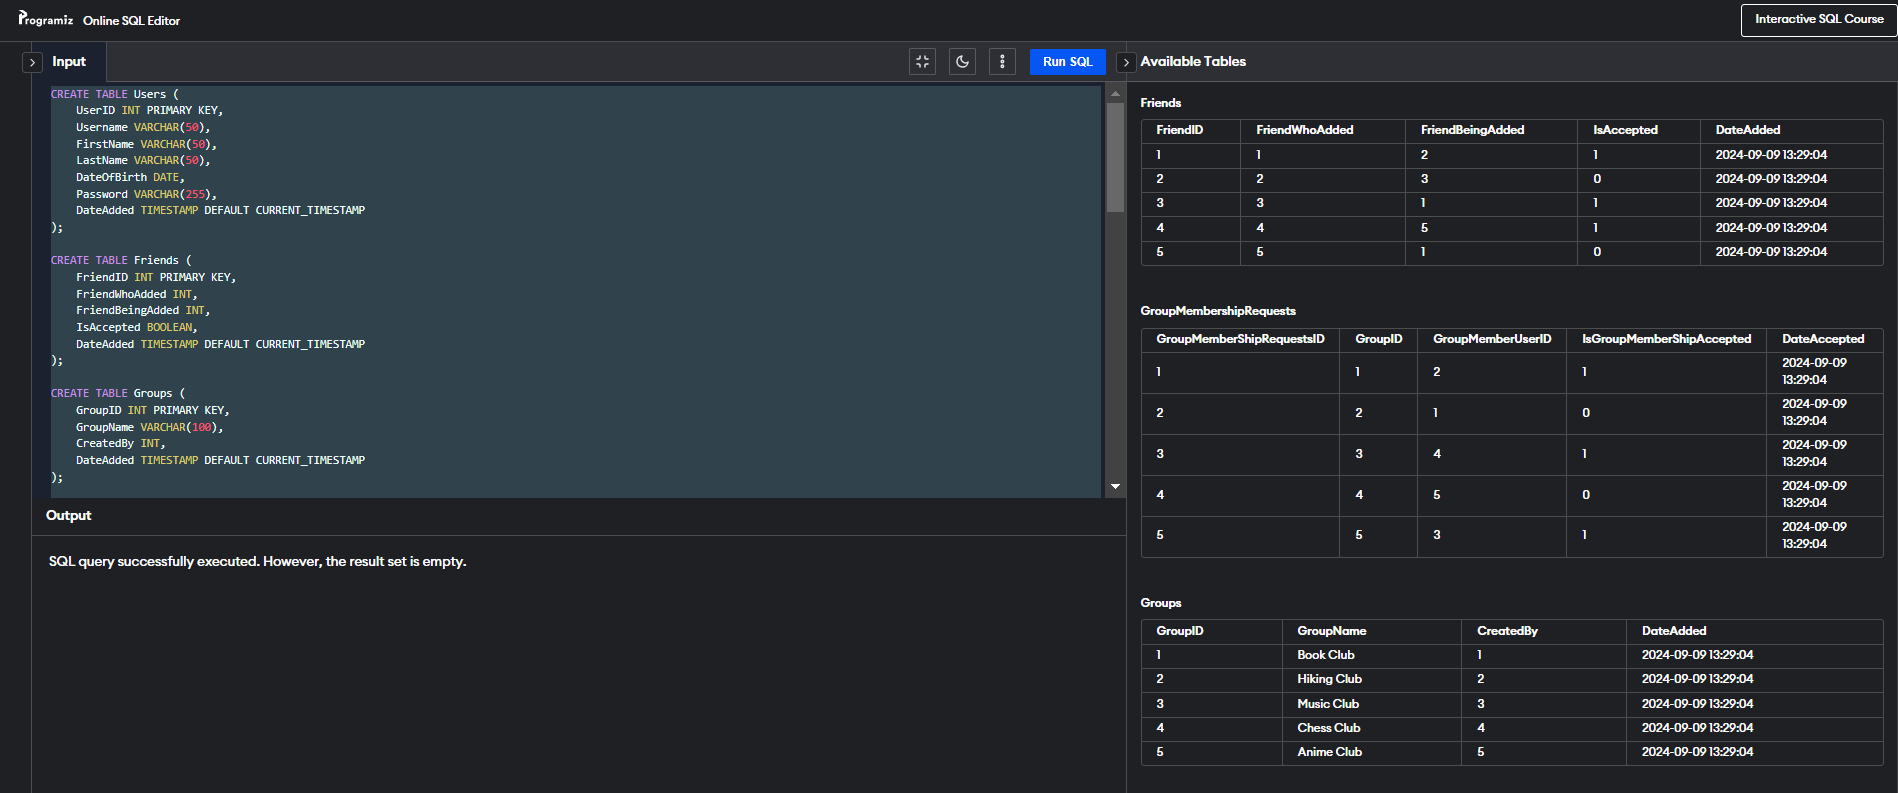 Programiz Online SQL Editor
Interactive SQL Course
Input
Run SQL
CREATE TABLE Users (
    UserID INT PRIMARY KEY,
    Username VARCHAR(50),
    FirstName VARCHAR(50),
    LastName VARCHAR(50),
    DateOfBirth DATE,
    Password VARCHAR(255),
    DateAdded TIMESTAMP DEFAULT CURRENT_TIMESTAMP
);
CREATE TABLE Friends (
    FriendID INT PRIMARY KEY,
    FriendWhoAdded INT,
    FriendBeingAdded INT,
    IsAccepted BOOLEAN,
    DateAdded TIMESTAMP DEFAULT CURRENT_TIMESTAMP
);
CREATE TABLE Groups (
    GroupID INT PRIMARY KEY,
    GroupName VARCHAR(100),
    CreatedBy INT,
    DateAdded TIMESTAMP DEFAULT CURRENT_TIMESTAMP
);
Output
SQL query successfully executed. However, the result set is empty.
Available Tables
Friends
FriendID FriendWhoAdded FriendBeingAdded IsAccepted DateAdded
1 1 2 1 2024-09-09 13:29:04
2 2 3 0 2024-09-09 13:29:04
3 3 1 1 2024-09-09 13:29:04
4 4 5 1 2024-09-09 13:29:04
5 5 1 0 2024-09-09 13:29:04
GroupMembershipRequests
GroupMemberShipRequestsID GroupID GroupMemberUserID IsGroupMemberShipAccepted DateAccepted
1 1 2 1 2024-09-09
13:29:04
2 2 1 0 2024-09-09
13:29:04
3 3 4 1 2024-09-09
13:29:04
4 4 5 0 2024-09-09
13:29:04
5 5 3 1 2024-09-09
13:29:04
Groups
GroupID GroupName CreatedBy DateAdded
1 Book Club 1 2024-09-09 13:29:04
2 Hiking Club 2 2024-09-09 13:29:04
3 Music Club 3 2024-09-09 13:29:04
4 Chess Club 4 2024-09-09 13:29:04
5 Anime Club 5 2024-09-09 13:29:04